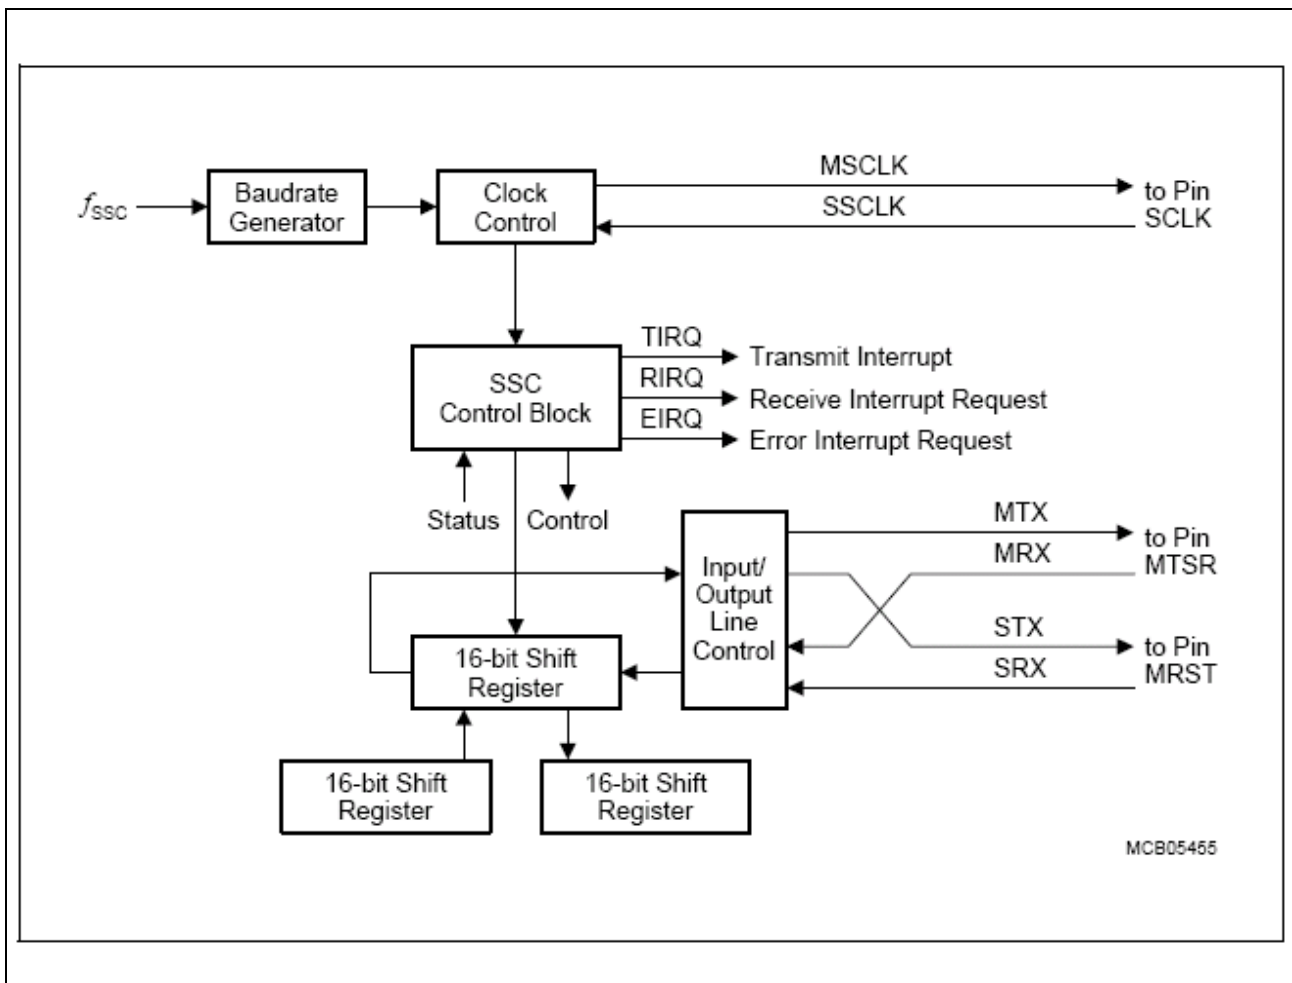 fSSC
Baudrate
Generator
Clock
Control
MSCLK
SSCLK
to Pin
SCLK
SSC
Control Block
TIRQ
RIRQ
EIRQ
Transmit Interrupt
Receive Interrupt Request
Error Interrupt Request
Status
Control
Input/
Output
Line
Control
MTX
MRX
to Pin
MTSR
STX
SRX
to Pin
MRST
16-bit Shift
Register
16-bit Shift
Register
16-bit Shift
Register
MCB05455